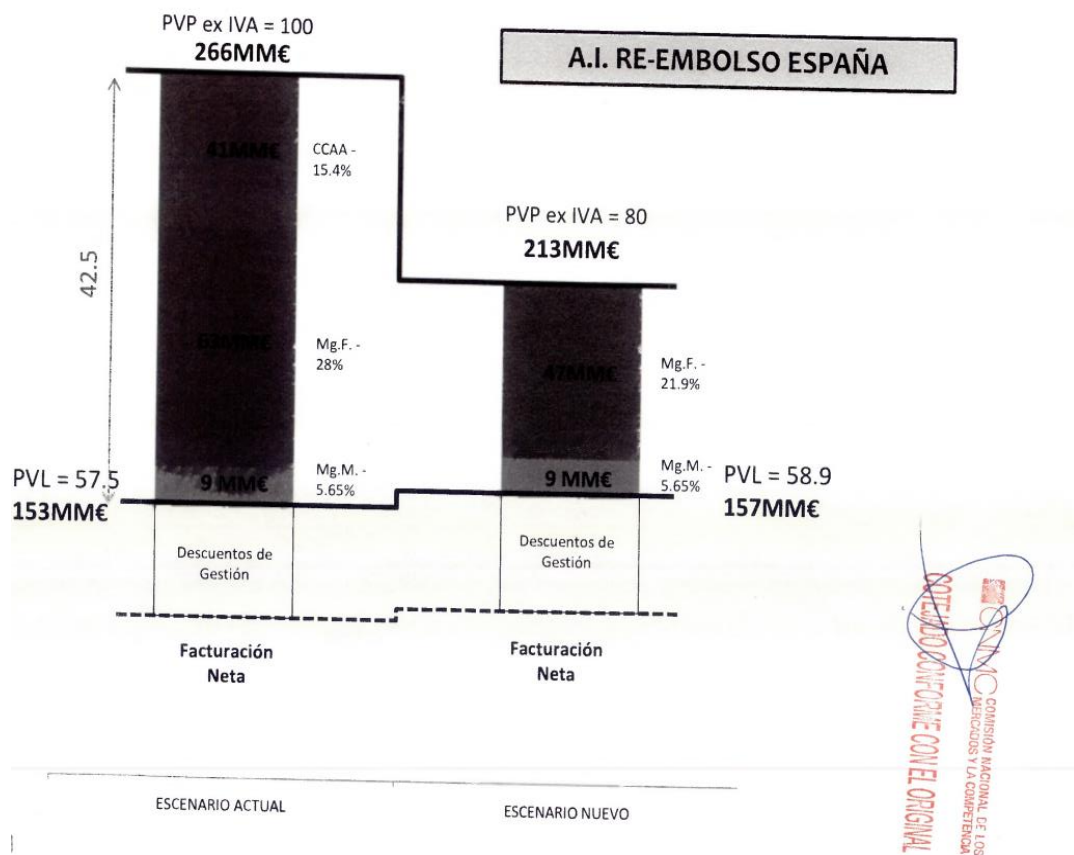 PVP ex IVA = 100
266MM€
A.I. RE-EMBOLSO ESPAÑA
41MM€
CCAA -
15.4%
42.5
PVP ex IVA = 80
213MM€
63MM€
Mg.F. -
28%
47MM€
Mg.F. -
21.9%
PVL = 57.5
153MM€
9 MM€
Mg.M. -
5.65%
9 MM€
Mg.M. -
5.65%
PVL = 58.9
157MM€
Descuentos de
Gestión
Descuentos de
Gestión
Facturación
Neta
Facturación
Neta
ESCENARIO ACTUAL
ESCENARIO NUEVO
CNMC
COMISIÓN NACIONAL DE LOS
MERCADOS Y LA COMPETENCIA
COTEJADO CONFORME CON EL ORIGINAL